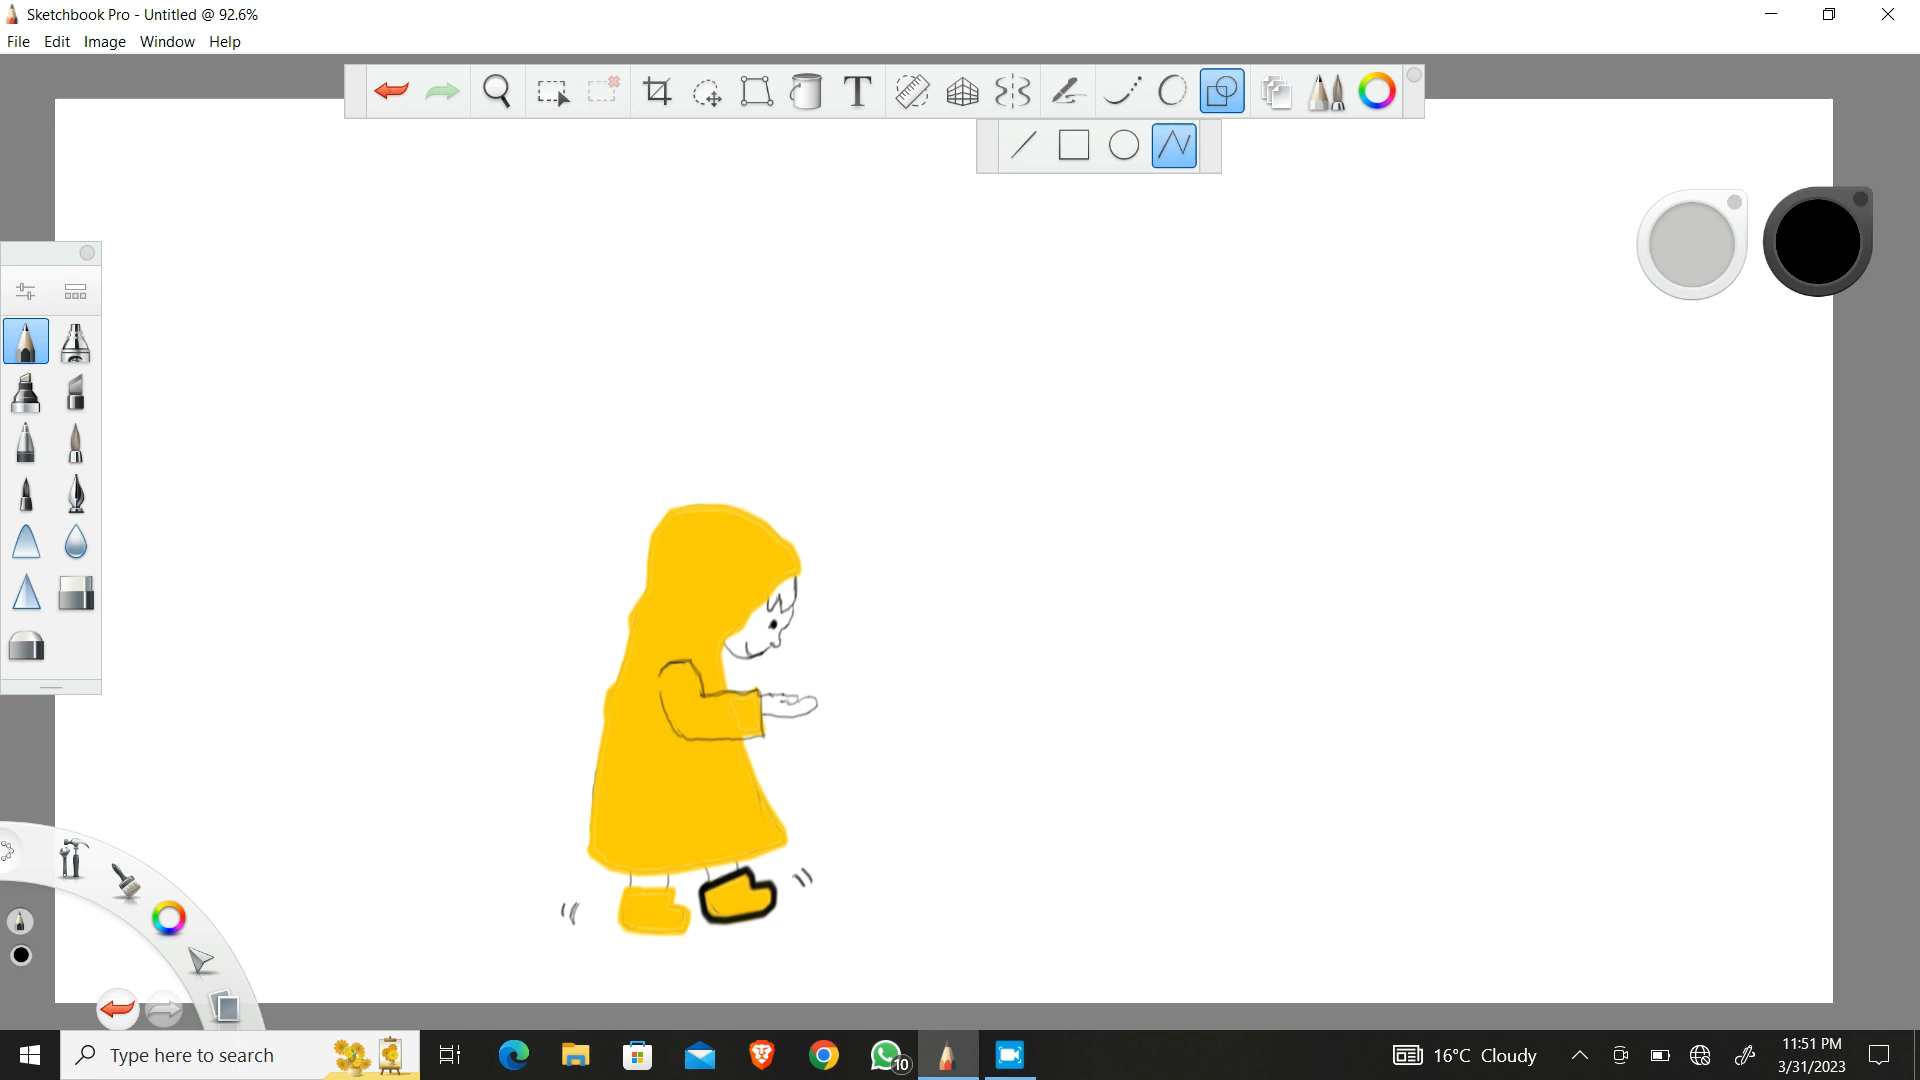 Sketchbook Pro - Untitled @ 92.6%
File Edit Image Window Help
T
Type here to search
10
16°C Cloudy
11:51 PM
3/31/2023